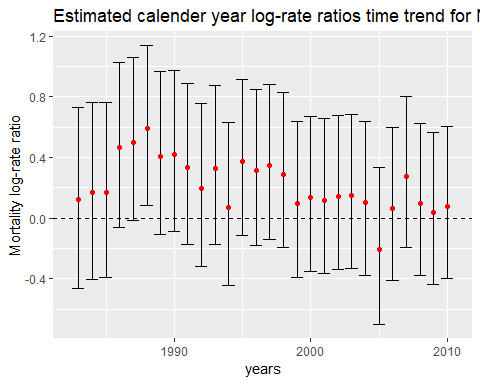 Estimated calender year log-rate ratios time trend for
1.2
0.8
0.4
0.0
-0.4
Mortality log-rate ratio
1990
2000
2010
years